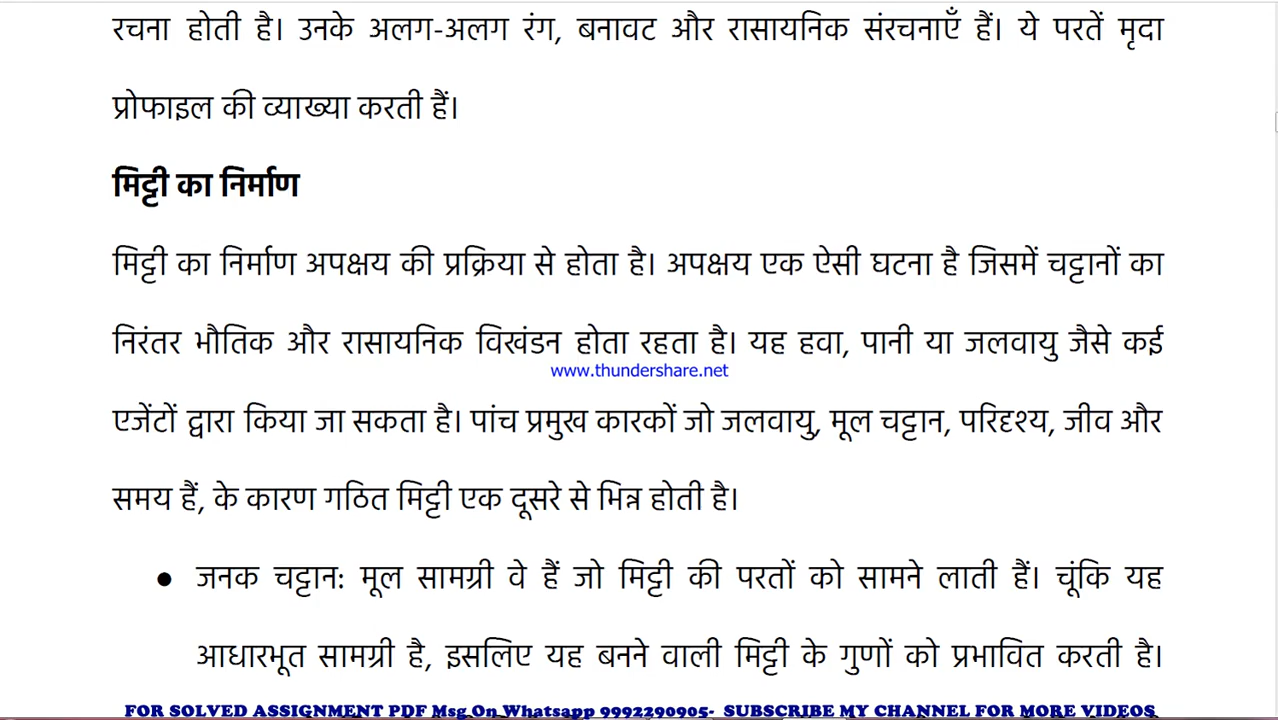 रचना होती है। उनके अलग-अलग रंग, बनावट और रासायनिक संरचनाएँ हैं। ये परतें मृदा
प्रोफाइल की व्याख्या करती हैं।
मिट्टी का निर्माण
मिट्टी का निर्माण अपक्षय की प्रक्रिया से होता है। अपक्षय एक ऐसी घटना है जिसमें चट्टानों का
निरंतर भौतिक और रासायनिक विखंडन होता रहता है। यह हवा, पानी या जलवायु जैसे कई
www.thundershare.net
एजेंटों द्वारा किया जा सकता है। पांच प्रमुख कारकों जो जलवायु, मूल चट्टान, परिदृश्य, जीव और
समय हैं, के कारण गठित मिट्टी एक दूसरे से भिन्न होती है।
● जनक चट्टान: मूल सामग्री वे हैं जो मिट्टी की परतों को सामने लाती हैं। चूंकि यह
आधारभूत सामग्री है, इसलिए यह बनने वाली मिट्टी के गुणों को प्रभावित करती है।
FOR SOLVED ASSIGNMENT PDF Msg On Whatsapp 9992290905- SUBSCRIBE MY CHANNEL FOR MORE VIDEOS